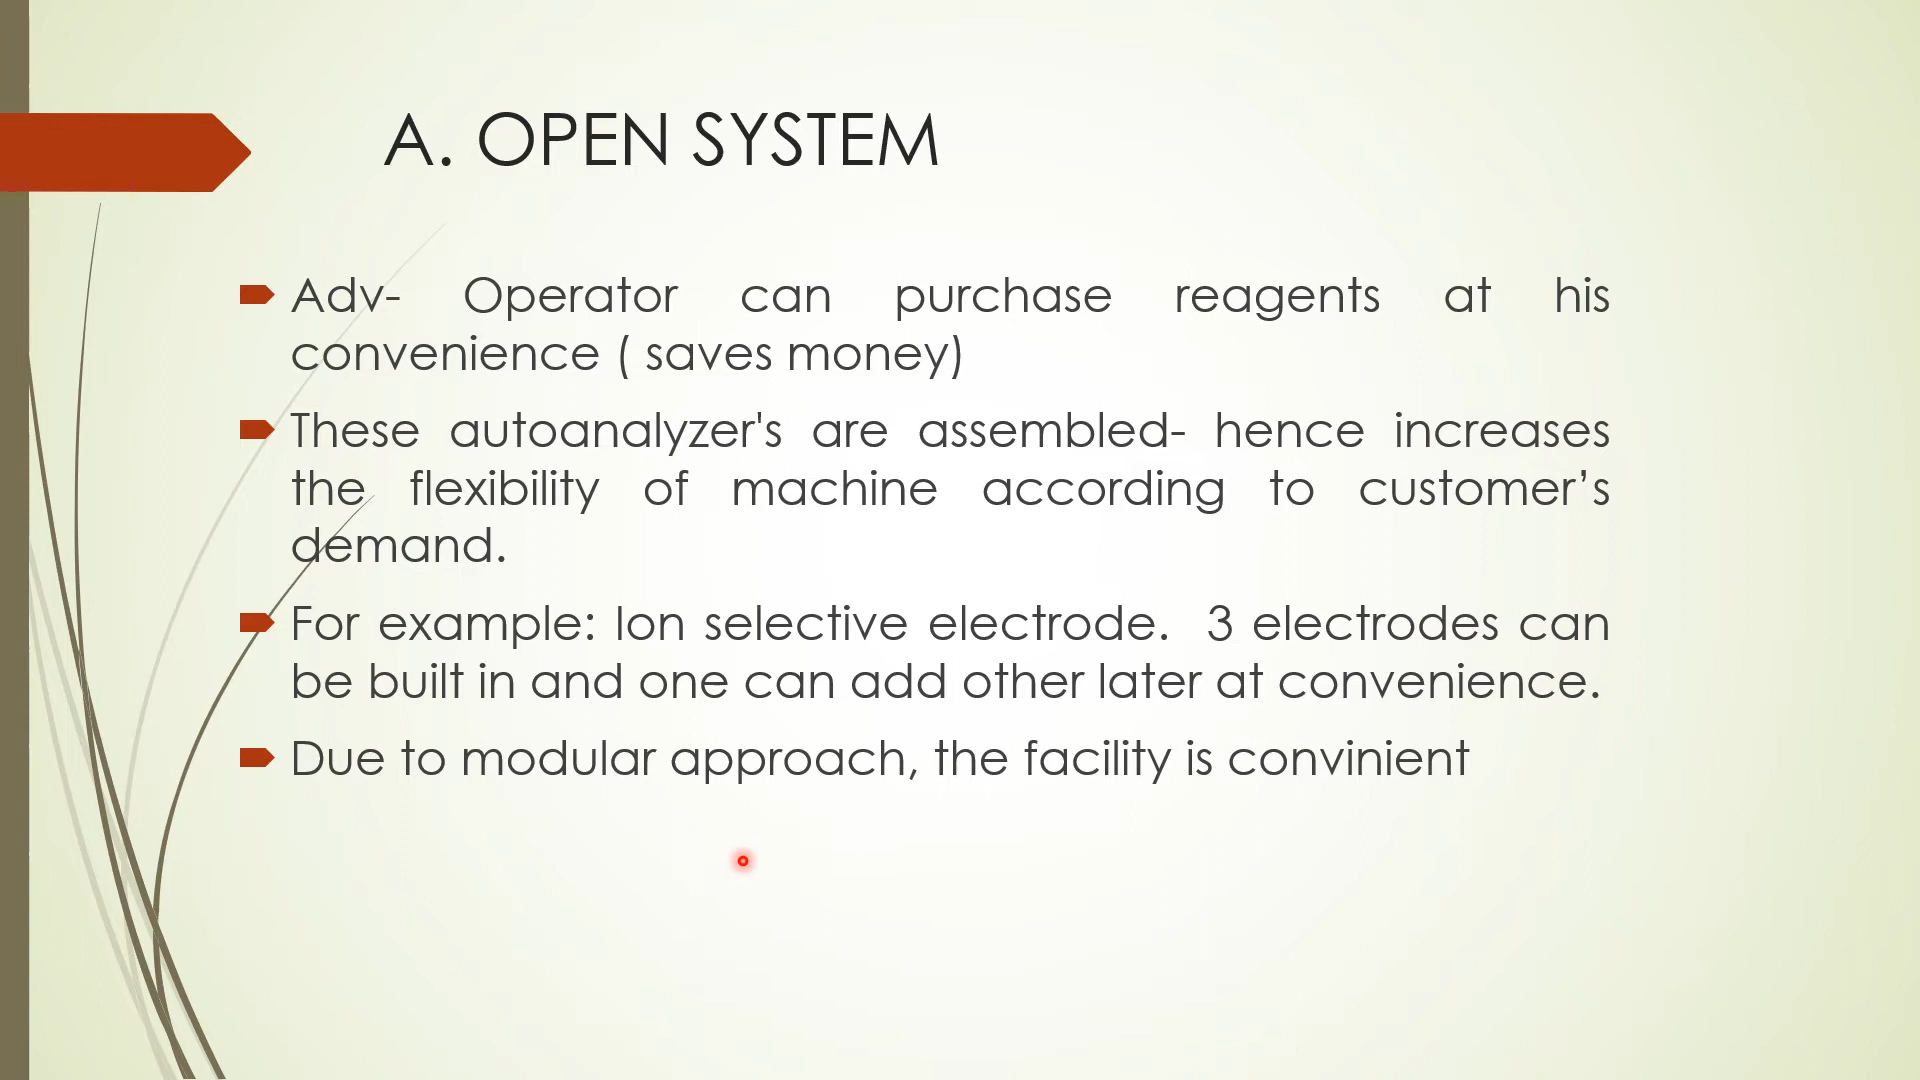 A. OPEN SYSTEM
Adv- Operator can purchase reagents at his
convenience ( saves money)
These autoanalyzer's are assembled- hence increases
the flexibility of machine according to customer’s
demand.
For example: Ion selective electrode.  3 electrodes can
be built in and one can add other later at convenience.
Due to modular approach, the facility is convinient